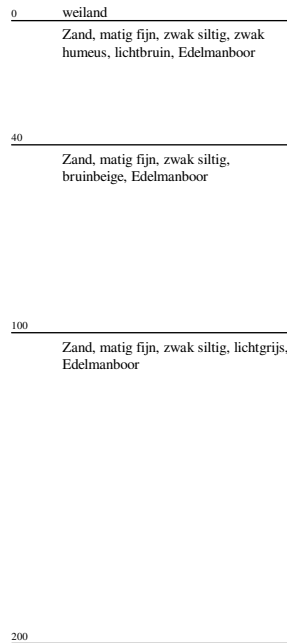 0 weiland
Zand, matig fijn, zwak siltig, zwak
humeus, lichtbruin, Edelmanboor
40
Zand, matig fijn, zwak siltig,
bruinbeige, Edelmanboor
100
Zand, matig fijn, zwak siltig, lichtgrijs,
Edelmanboor
200